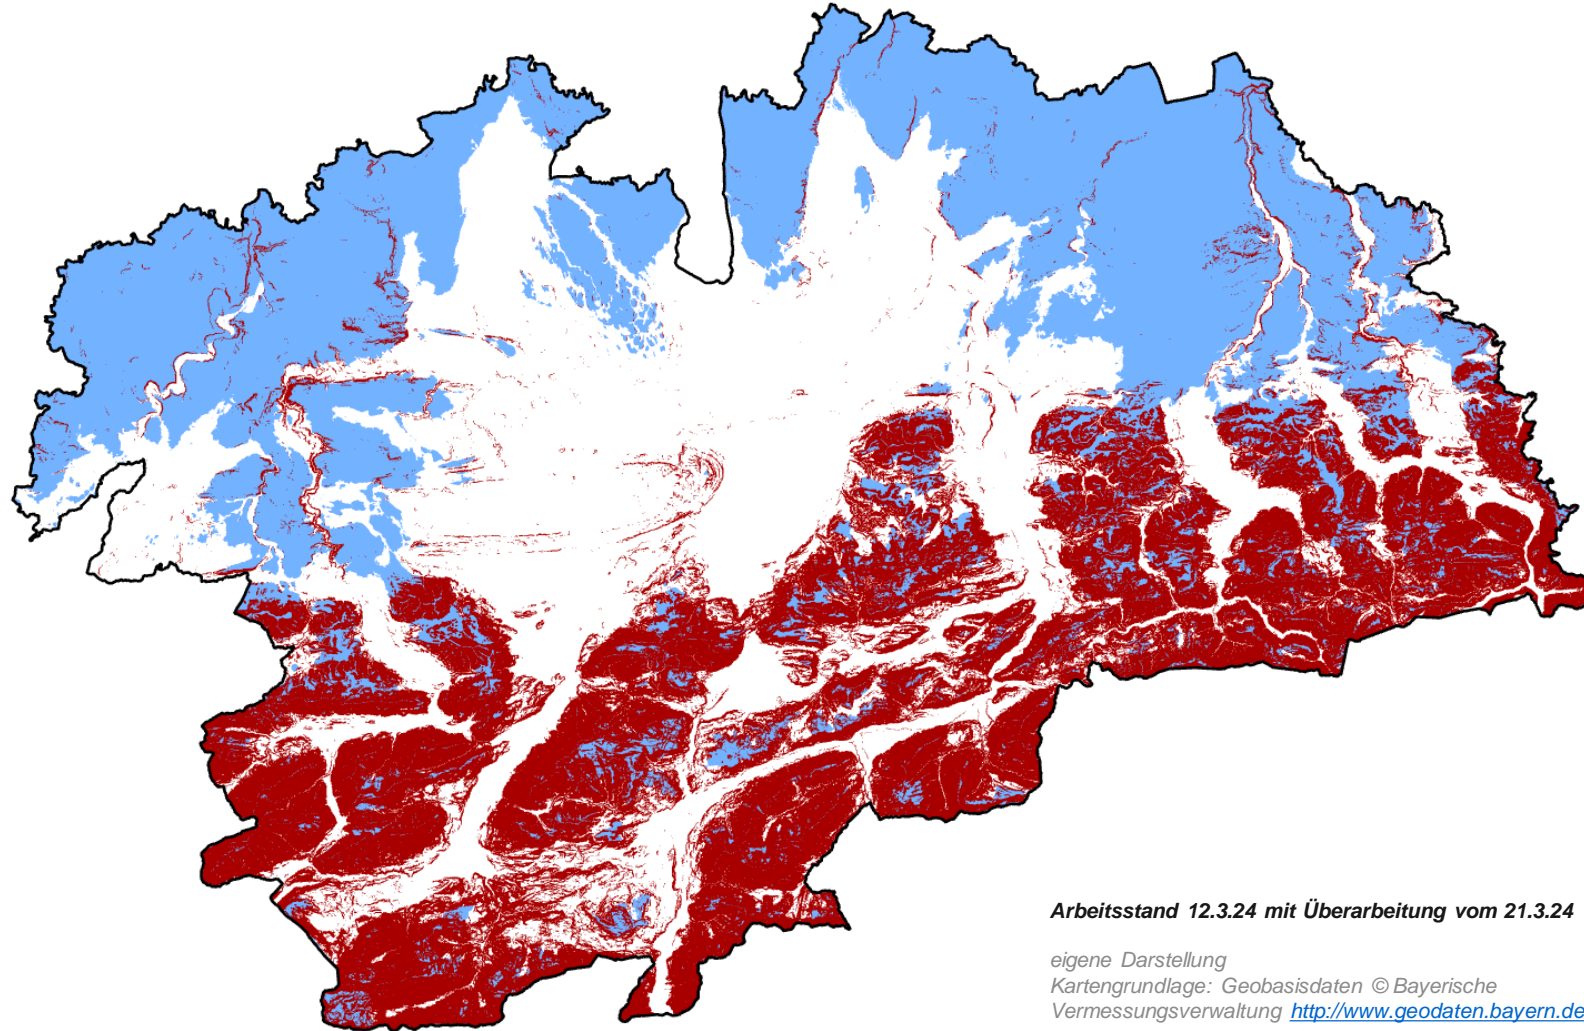 Arbeitsstand 12.3.24 mit Überarbeitung vom 21.3.24
eigene Darstellung
Kartengrundlage: Geobasisdaten © Bayerische
Vermessungsverwaltung http://www.geodaten.bayern.de